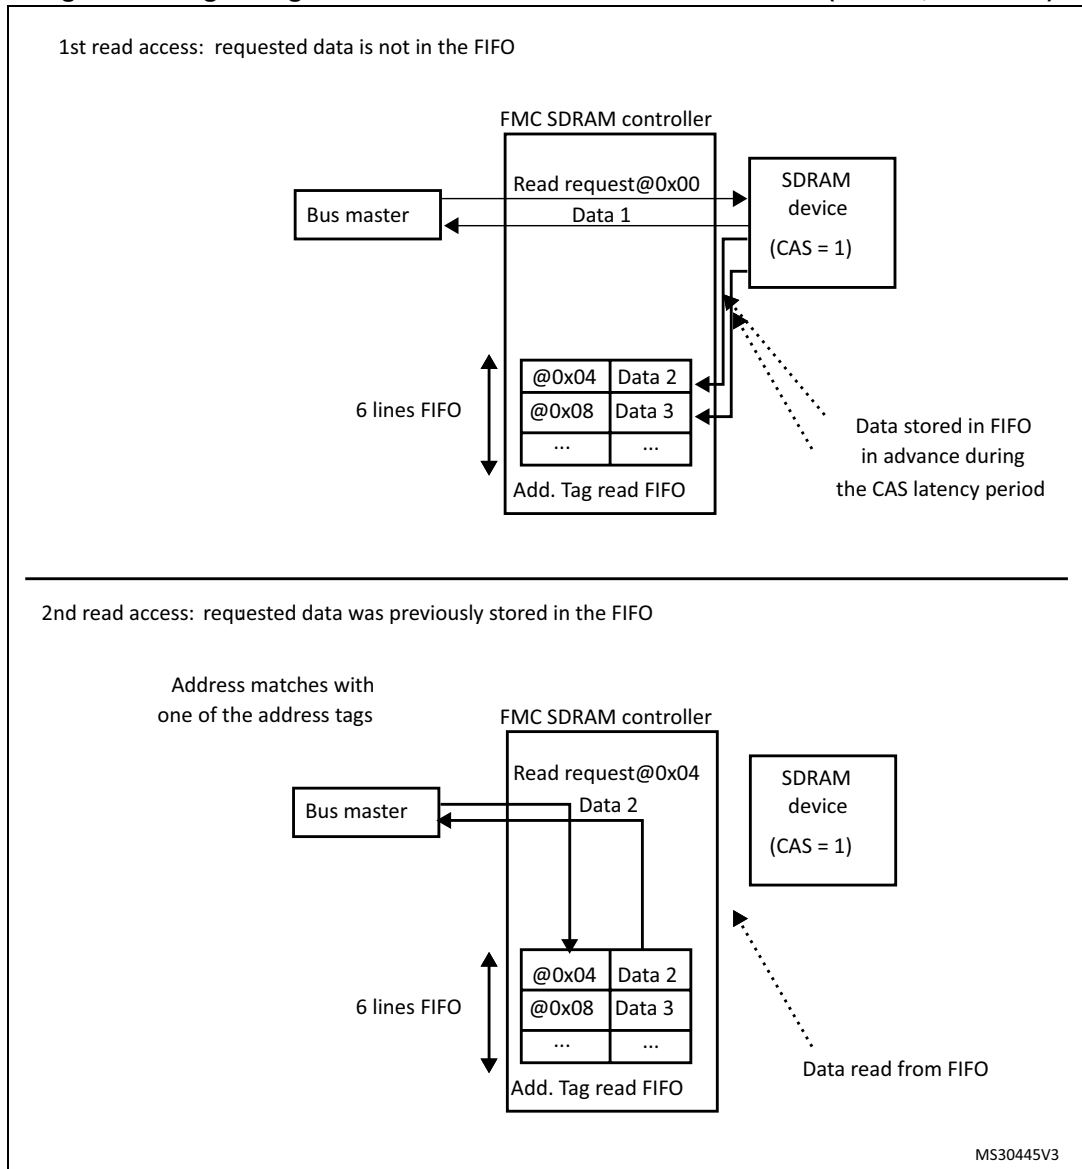 1st read access: requested data is not in the FIFO
FMC SDRAM controller
Read request@0x00
Data 1
Bus master
SDRAM
device
(CAS = 1)
6 lines FIFO
@0x04 Data 2
@0x08 Data 3
... ...
Add. Tag read FIFO
Data stored in FIFO
in advance during
the CAS latency period
2nd read access: requested data was previously stored in the FIFO
Address matches with
one of the address tags
FMC SDRAM controller
Read request@0x04
Data 2
Bus master
SDRAM
device
(CAS = 1)
6 lines FIFO
@0x04 Data 2
@0x08 Data 3
... ...
Add. Tag read FIFO
Data read from FIFO
MS30445V3